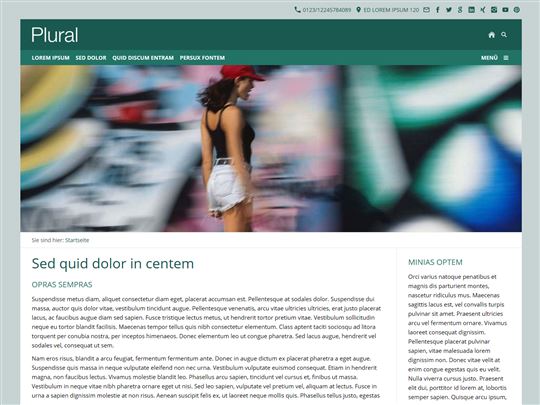 0123/12245784089 ED LOREM IPSUM 120
Plural
LOREM IPSUM SED DOLOR QUID DISCUM ENTRAM PERSUX FONTEM MENÜ
Sie sind hier: Startseite
Sed quid dolor in centem
OPRAS SEMPRAS
Suspendisse metus diam, aliquet consectetur diam eget, placerat accumsan est. Pellentesque at sodales dolor. Suspendisse dui
massa, auctor quis dolor vitae, vestibulum tincidunt augue. Pellentesque venenatis, arcu vitae ultricies ultricies, erat justo placerat
lacus, ac faucibus augue diam sed sapien. Fusce tristique lectus metus, ut hendrerit tortor pretium vitae. Vestibulum sollicitudin
neque eu tortor blandit facilisis. Maecenas tempor tellus quis nibh consectetur elementum. Class aptent taciti sociosqu ad litora
torquent per conubia nostra, per inceptos himenaeos. Donec elementum leo ut congue pharetra. Sed lacus augue, hendrerit vel
sodales vel, consequat ut sem.
Nam eros risus, blandit a arcu feugiat, fermentum fermentum ante. Donec in augue dictum ex placerat pharetra a eget augue.
Suspendisse quis massa in neque vulputate eleifend non nec urna. Vestibulum vulputate euismod consequat. Etiam in hendrerit
magna, non faucibus lectus. Vivamus molestie blandit leo. Phasellus arcu sapien, tincidunt vel cursus et, finibus ut massa.
Vestibulum in neque vitae nibh pharetra ornare eget ut nisi. Sed leo sapien, vulputate vel pretium vel, aliquam at lectus. Fusce in
urna a sapien dignissim molestie at non risus. Aenean suscipit felis ex, ut laoreet neque mollis quis. Phasellus tellus justo, egestas
MINIAS OPTEM
Orci varius natoque penatibus et
magnis dis parturient montes,
nascetur ridiculus mus. Maecenas
sagittis lacus est, vel convallis turpis
pulvinar sit amet. Praesent ultricies
arcu vel fermentum ornare. Vivamus
laoreet consequat dignissim.
Pellentesque placerat pulvinar
sapien, vitae malesuada lorem
dignissim non. Donec vitae velit at
enim congue egestas quis eu velit.
Nulla viverra cursus justo. Praesent
elit dui, porttitor id lorem at, lobortis
semper sapien. Quisque arcu ipsum,